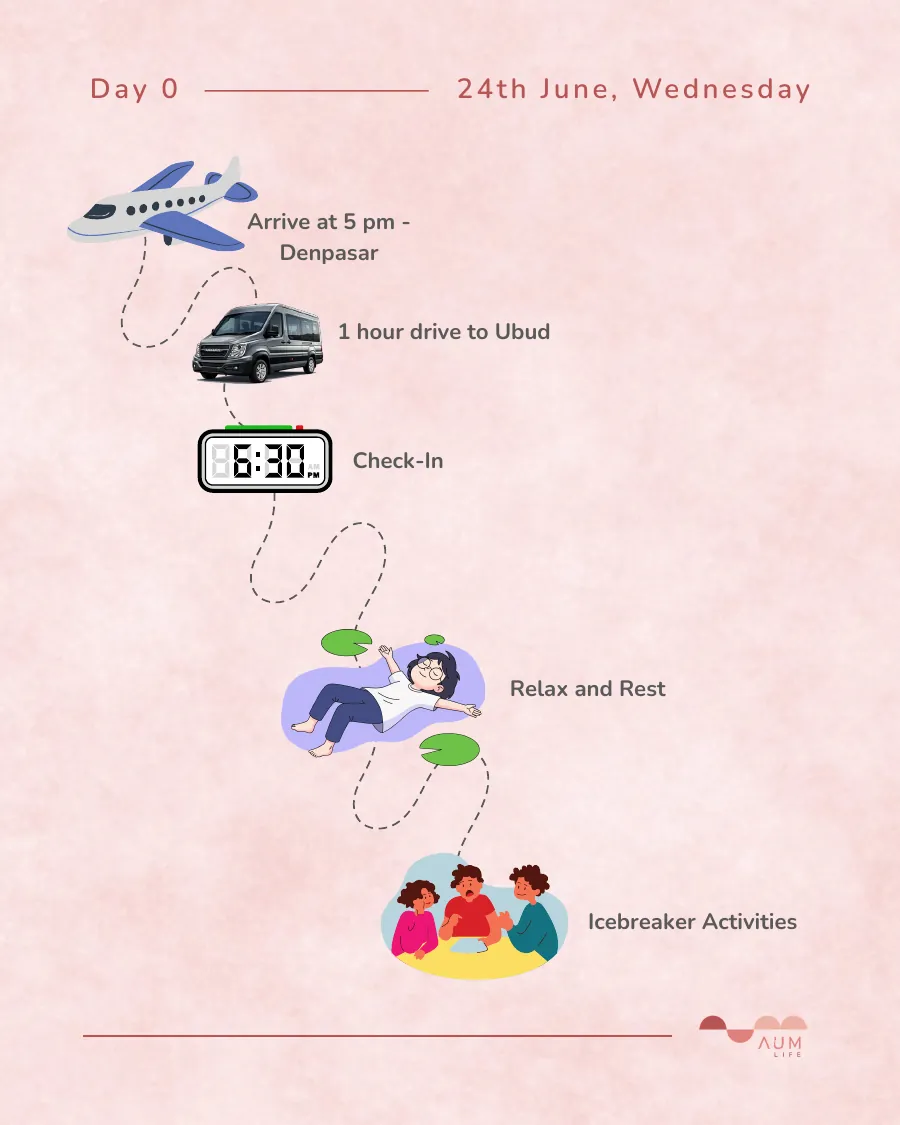 Day 0
24th June, Wednesday
Arrive at 5 pm -
Denpasar
1 hour drive to Ubud
6:30 AM PM
Check-In
Relax and Rest
Icebreaker Activities
AUM
LIFE